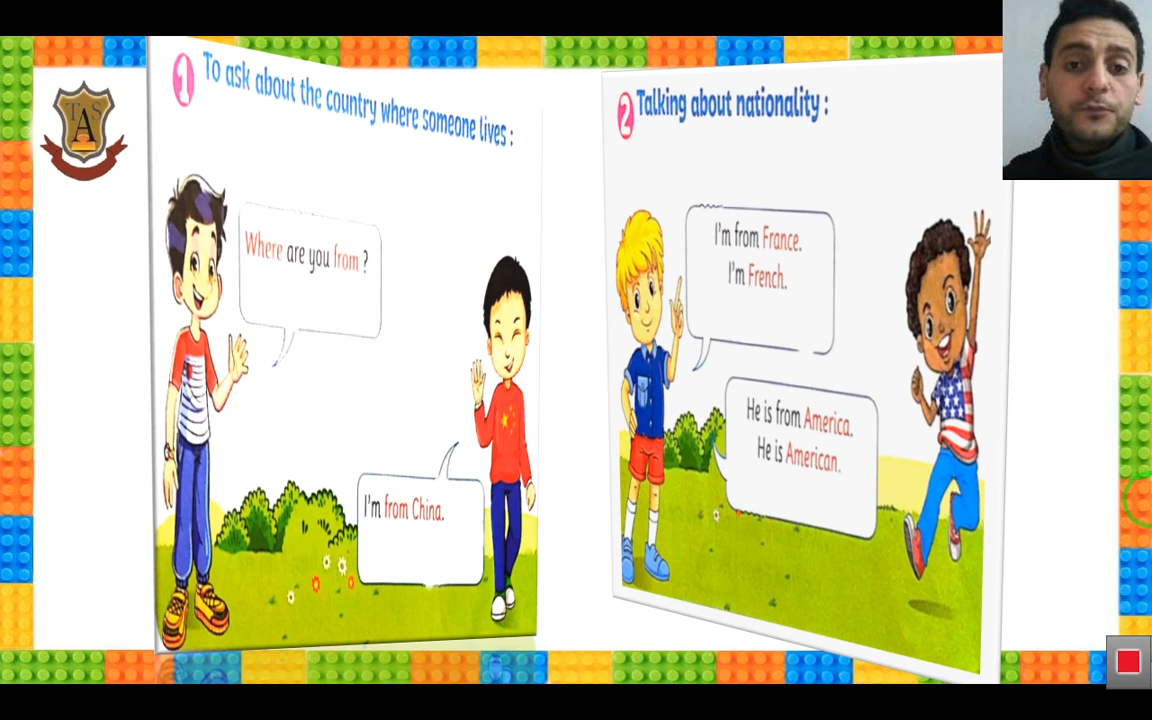 TAS
1
To ask about the country where someone lives :
Where are you from ?
I'm from China.
2
Talking about nationality :
I'm from France.
I'm French.
He is from America.
He is American.